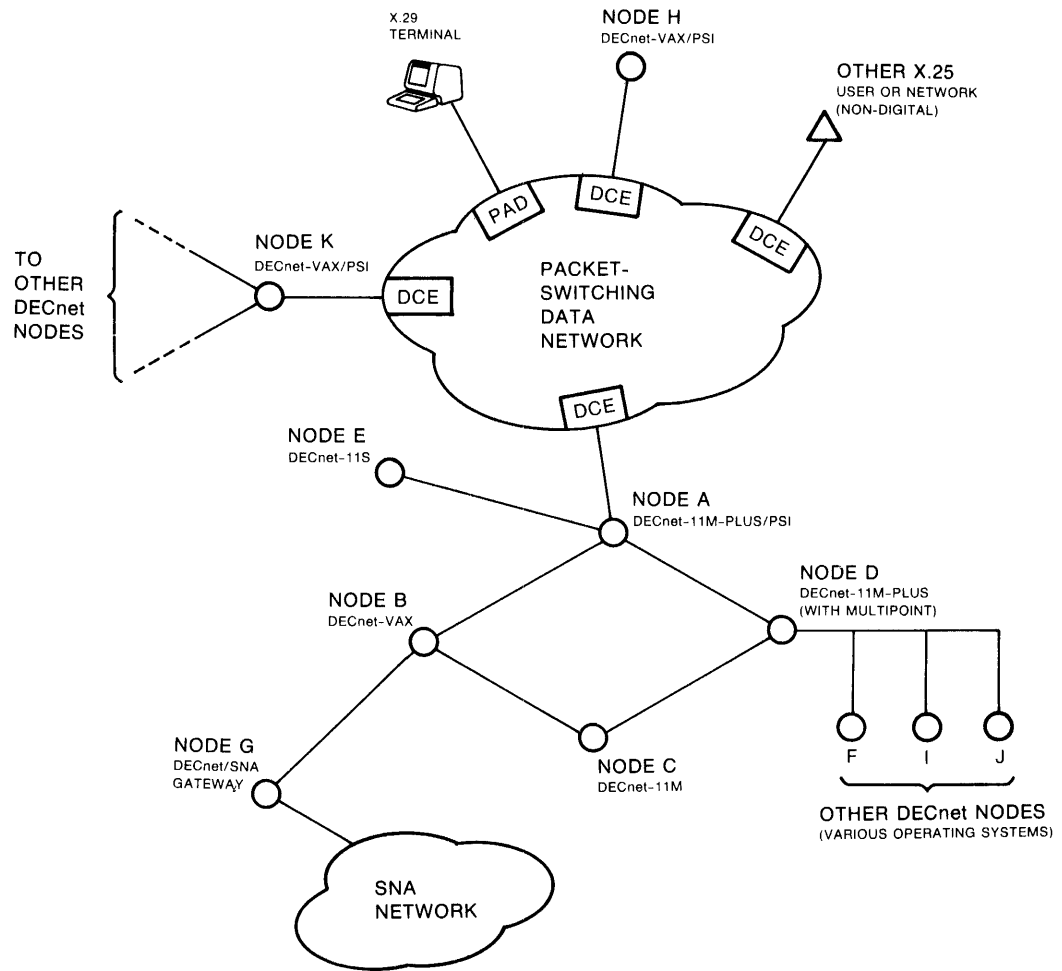 X.29
TERMINAL
NODE H
DECnet-VAX/PSI
OTHER X.25
USER OR NETWORK
(NON-DIGITAL)
PAD
DCE
DCE
TO
OTHER
DECnet
NODES
NODE K
DECnet-VAX/PSI
DCE
PACKET-
SWITCHING
DATA
NETWORK
DCE
NODE E
DECnet-11S
NODE A
DECnet-11M-PLUS/PSI
NODE B
DECnet-VAX
NODE D
DECnet-11M-PLUS
(WITH MULTIPOINT)
NODE G
DECnet/SNA
GATEWAY
NODE C
DECnet-11M
F
I
J
OTHER DECnet NODES
(VARIOUS OPERATING SYSTEMS)
SNA
NETWORK